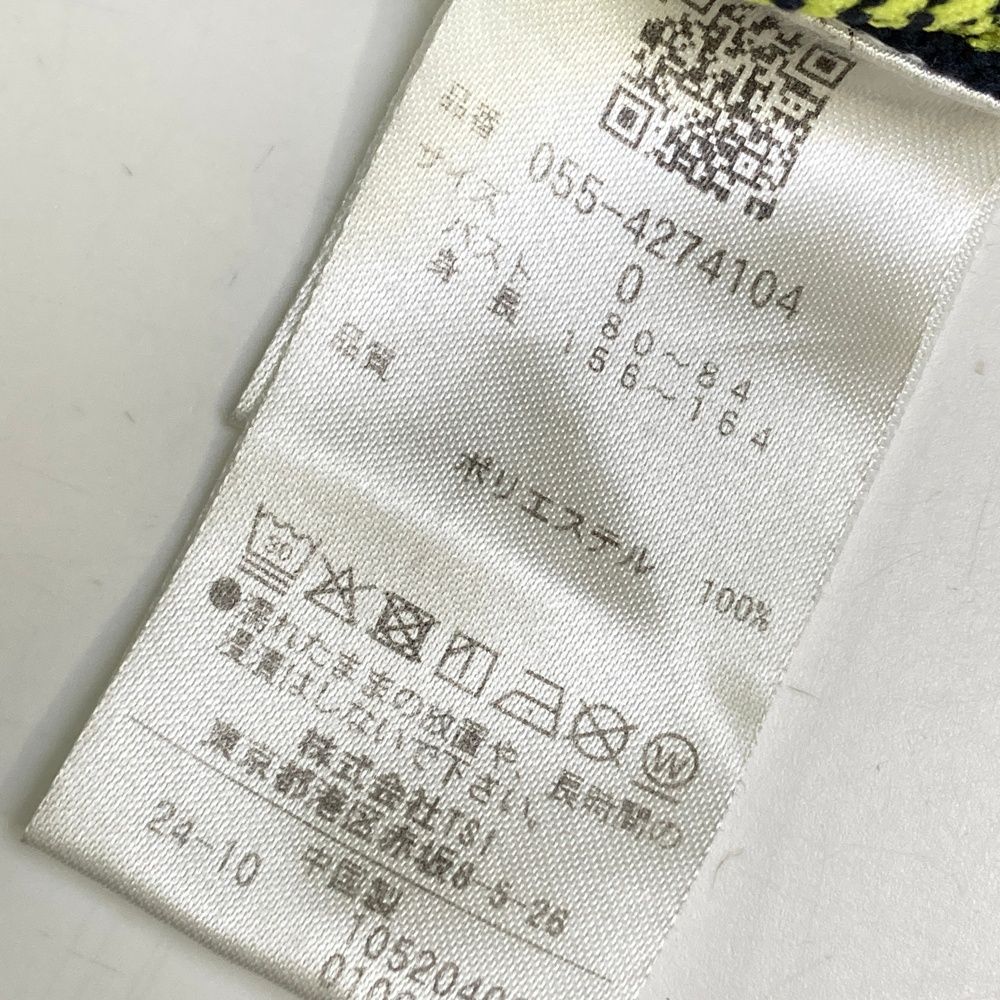 品番 055-4274104
サイズ 0
バスト 80~84
身長 156~164
品質
ポリエステル 100%
30
W
●濡れたままの放置や、長時間の
浸漬はしないで下さい。
株式会社TSI
東京都港区赤坂8-5-26
24-10 中国製